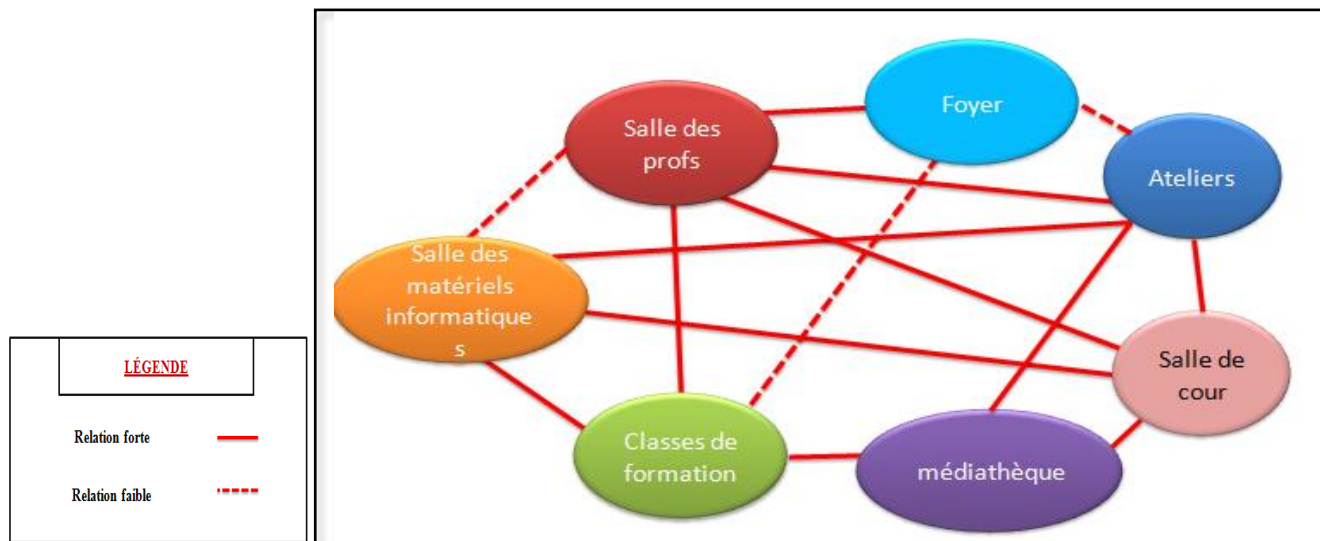 Foyer
Salle des
profs
Ateliers
Salle des
matériels
informatique
s
LÉGENDE
Relation forte
Relation faible
Salle de
cour
Classes de
formation
médiathèque